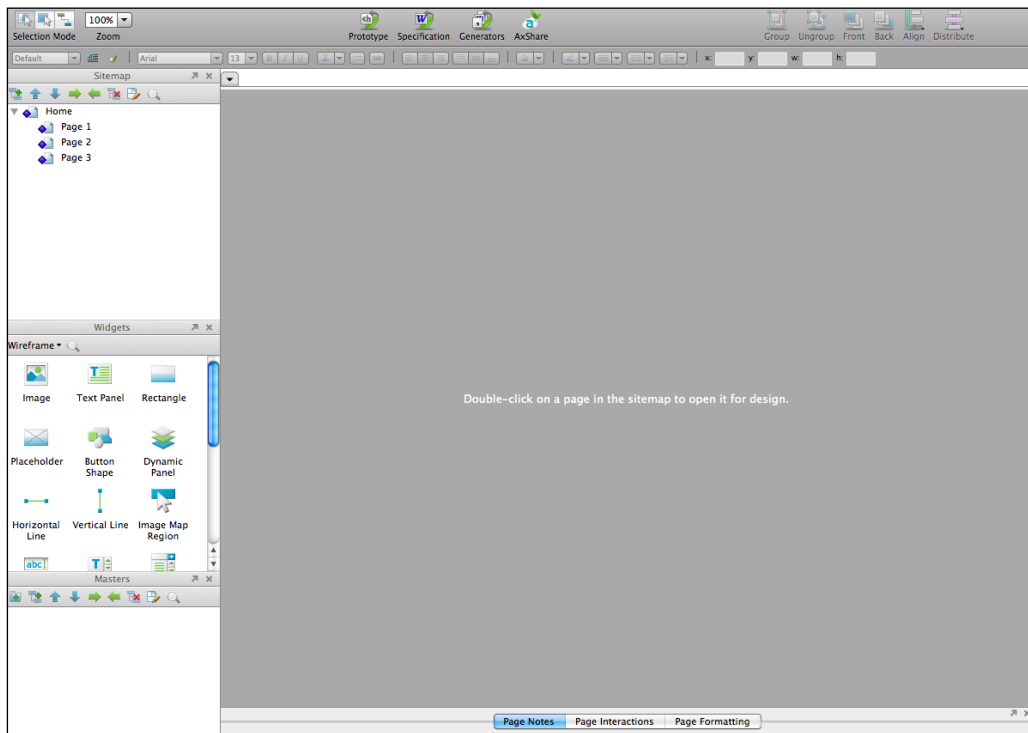 100%
Selection Mode Zoom Prototype Specification Generators AxShare Group Ungroup Front Back Align Distribute
Default Arial 13 B I U x: y: w: h:
Sitemap
Home
Page 1
Page 2
Page 3
Widgets
Wireframe
Image Text Panel Rectangle
Placeholder Button Shape Dynamic Panel
Horizontal Line Vertical Line Image Map Region
abc
Masters
Double-click on a page in the sitemap to open it for design.
Page Notes Page Interactions Page Formatting